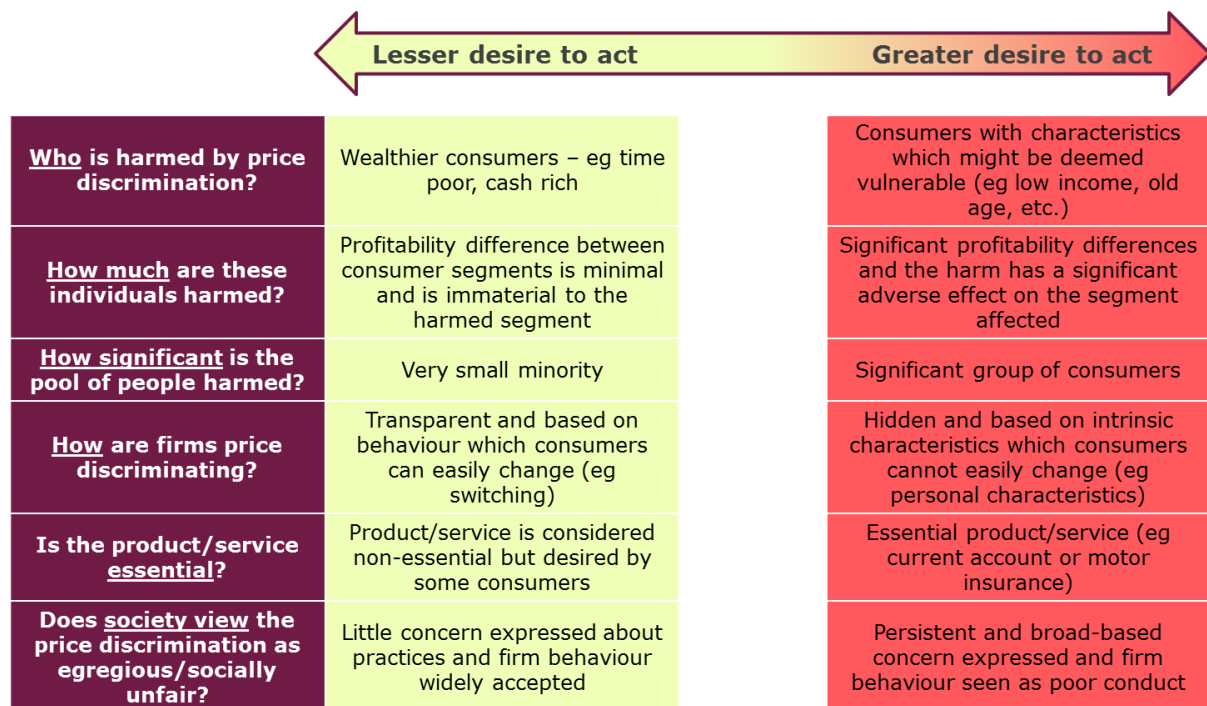 Lesser desire to act
Greater desire to act
Who is harmed by price
discrimination?
Wealthier consumers – eg time
poor, cash rich
Consumers with characteristics
which might be deemed
vulnerable (eg low income, old
age, etc.)
How much are these
individuals harmed?
Profitability difference between
consumer segments is minimal
and is immaterial to the
harmed segment
Significant profitability differences
and the harm has a significant
adverse effect on the segment
affected
How significant is the
pool of people harmed?
Very small minority
Significant group of consumers
How are firms price
discriminating?
Transparent and based on
behaviour which consumers
can easily change (eg
switching)
Hidden and based on intrinsic
characteristics which consumers
cannot easily change (eg
personal characteristics)
Is the product/service
essential?
Product/service is considered
non-essential but desired by
some consumers
Essential product/service (eg
current account or motor
insurance)
Does society view the
price discrimination as
egregious/socially
unfair?
Little concern expressed about
practices and firm behaviour
widely accepted
Persistent and broad-based
concern expressed and firm
behaviour seen as poor conduct